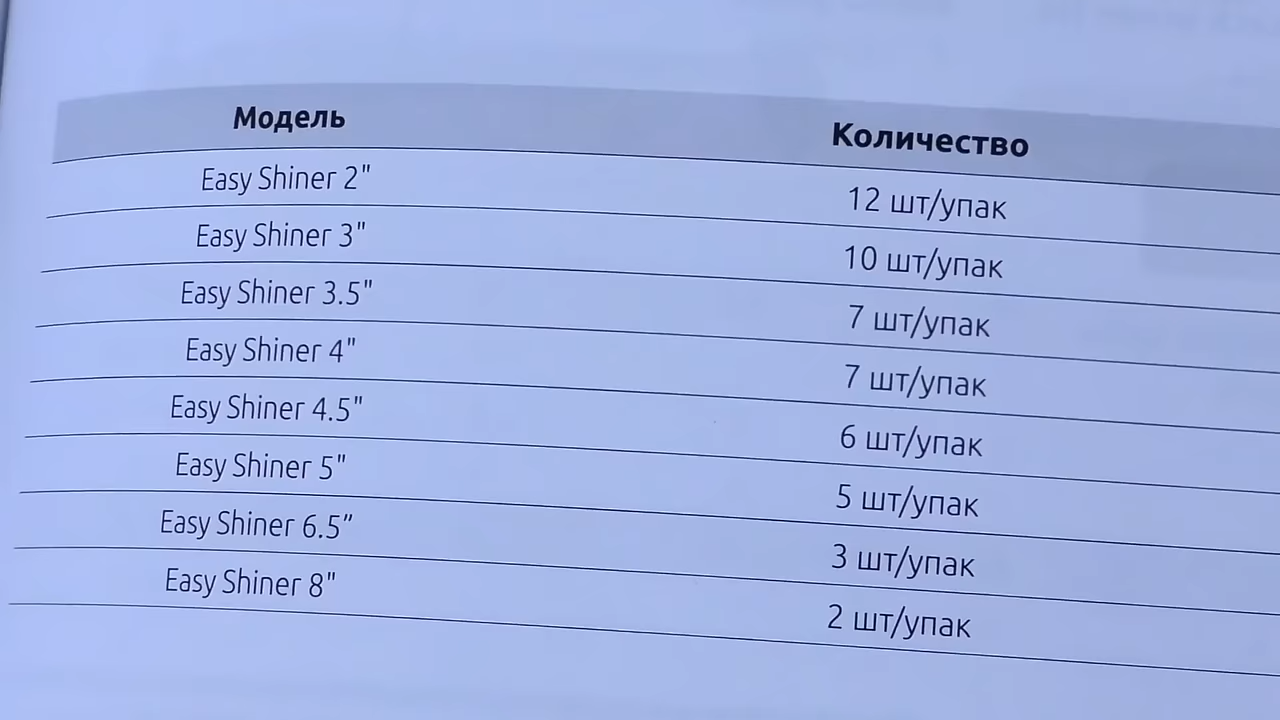 Модель Количество
Easy Shiner 2" 12 шт/упак
Easy Shiner 3" 10 шт/упак
Easy Shiner 3.5" 7 шт/упак
Easy Shiner 4" 7 шт/упак
Easy Shiner 4.5" 6 шт/упак
Easy Shiner 5" 5 шт/упак
Easy Shiner 6.5” 3 шт/упак
Easy Shiner 8" 2 шт/упак